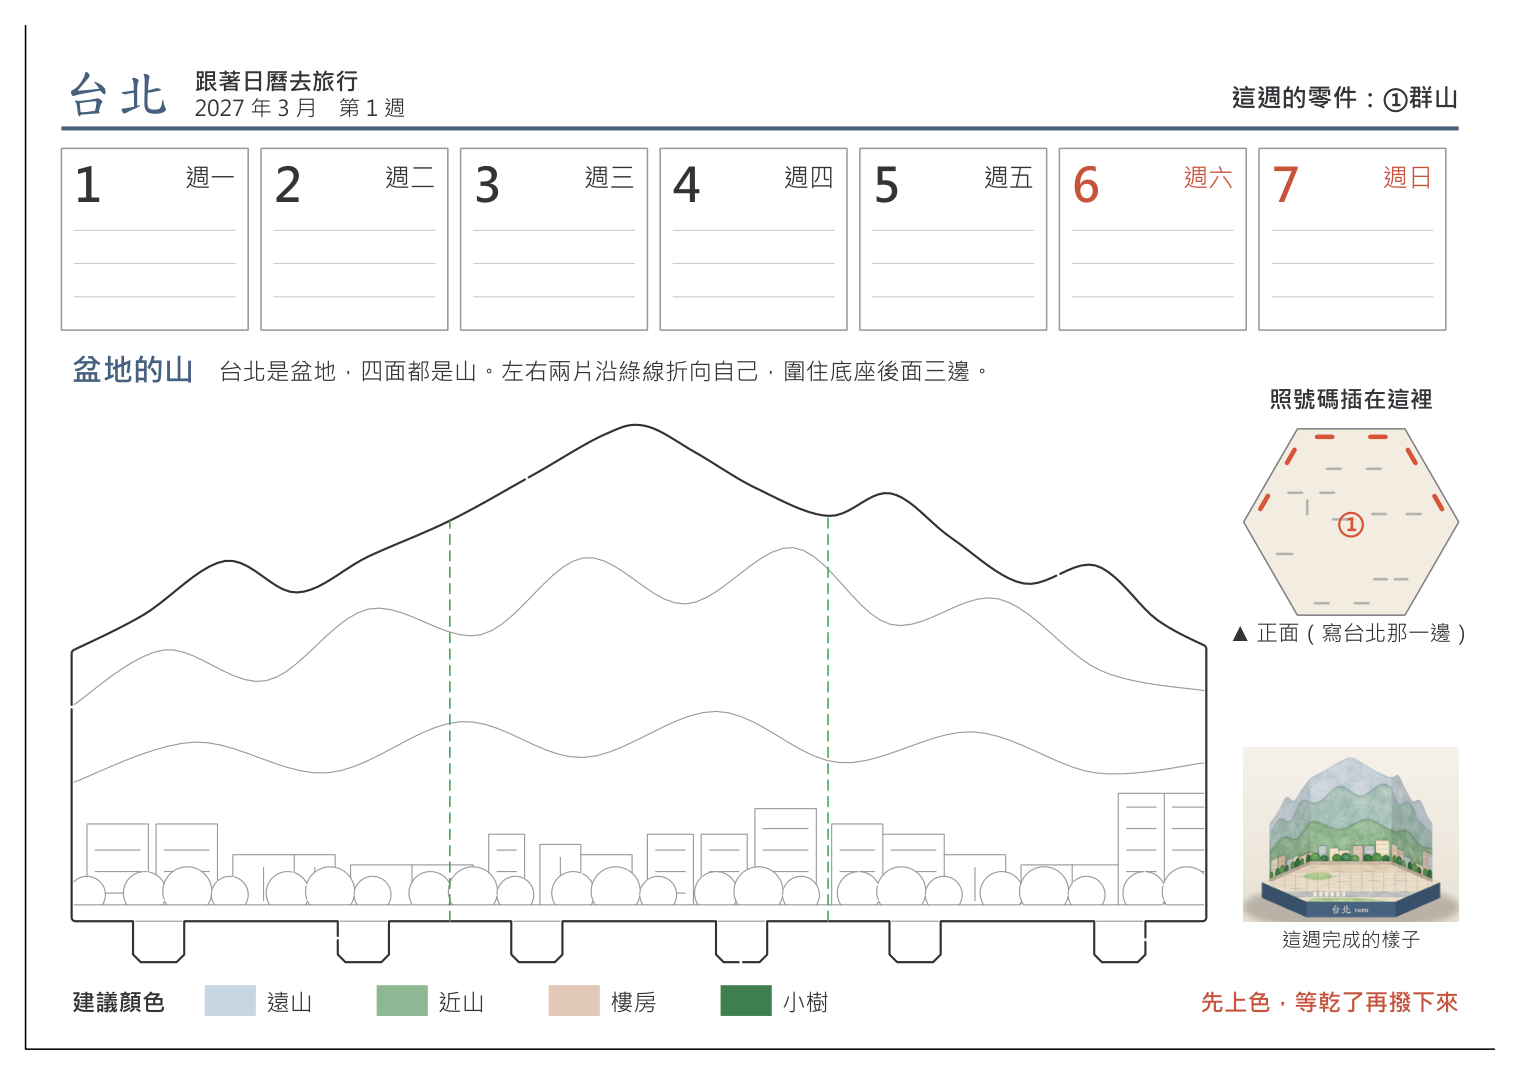 台北
跟著日曆去旅行
2027 年 3 月　第 1 週
這週的零件：①群山
1 週一
2 週二
3 週三
4 週四
5 週五
6 週六
7 週日
盆地的山
台北是盆地，四面都是山。左右兩片沿綠線折向自己，圍住底座後面三邊。
照號碼插在這裡
①
▲ 正面（寫台北那一邊）
台北 TAIPEI
這週完成的樣子
建議顏色 遠山 近山 樓房 小樹
先上色，等乾了再撥下來